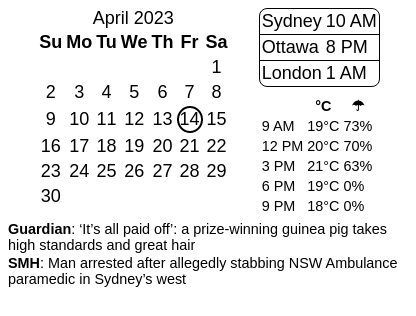 April 2023
Su Mo Tu We Th Fr Sa
1
2 3 4 5 6 7 8
9 10 11 12 13 14 15
16 17 18 19 20 21 22
23 24 25 26 27 28 29
30
Sydney 10 AM
Ottawa 8 PM
London 1 AM
°C ☂
9 AM 19°C 73%
12 PM 20°C 70%
3 PM 21°C 63%
6 PM 19°C 0%
9 PM 18°C 0%
Guardian: ‘It’s all paid off’: a prize-winning guinea pig takes
high standards and great hair
SMH: Man arrested after allegedly stabbing NSW Ambulance
paramedic in Sydney’s west